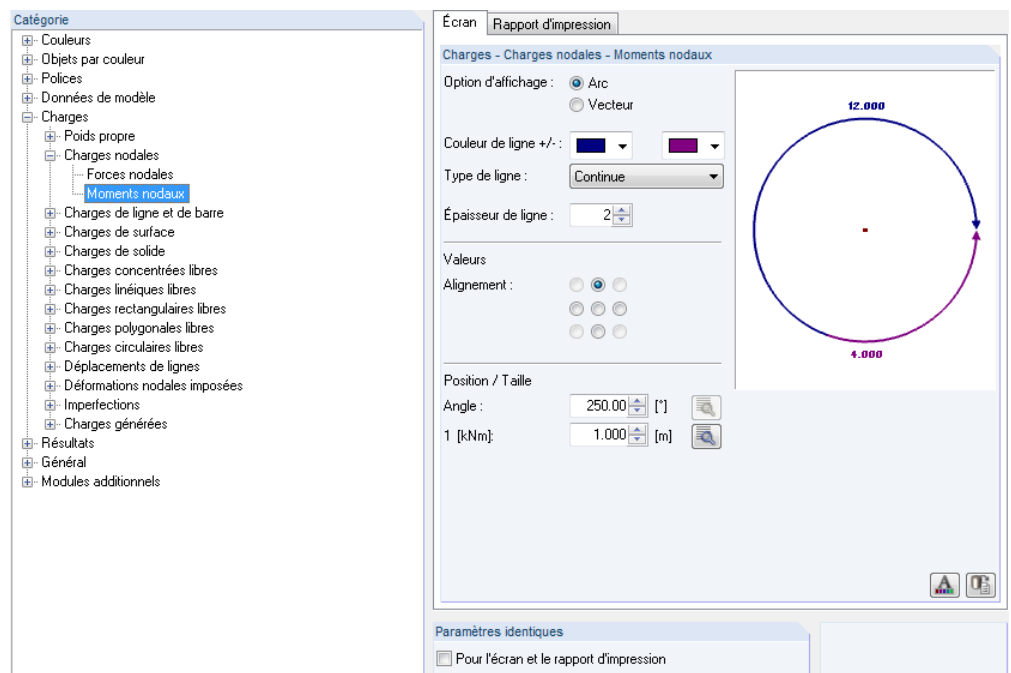 Catégorie
Couleurs
Objets par couleur
Polices
Données de modèle
Charges
Poids propre
Charges nodales
Forces nodales
Moments nodaux
Charges de ligne et de barre
Charges de surface
Charges de solide
Charges concentrées libres
Charges linéiques libres
Charges rectangulaires libres
Charges polygonales libres
Charges circulaires libres
Déplacements de lignes
Déformations nodales imposées
Imperfections
Charges générées
Résultats
Général
Modules additionnels
Écran Rapport d'impression
Charges - Charges nodales - Moments nodaux
Option d'affichage : Arc
Vecteur
Couleur de ligne +/- :
Type de ligne : Continue
Épaisseur de ligne : 2
Valeurs
Alignement :
Position / Taille
Angle : 250.00 [°]
1 [kNm]: 1.000 [m]
12.000
4.000
Paramètres identiques
Pour l'écran et le rapport d'impression